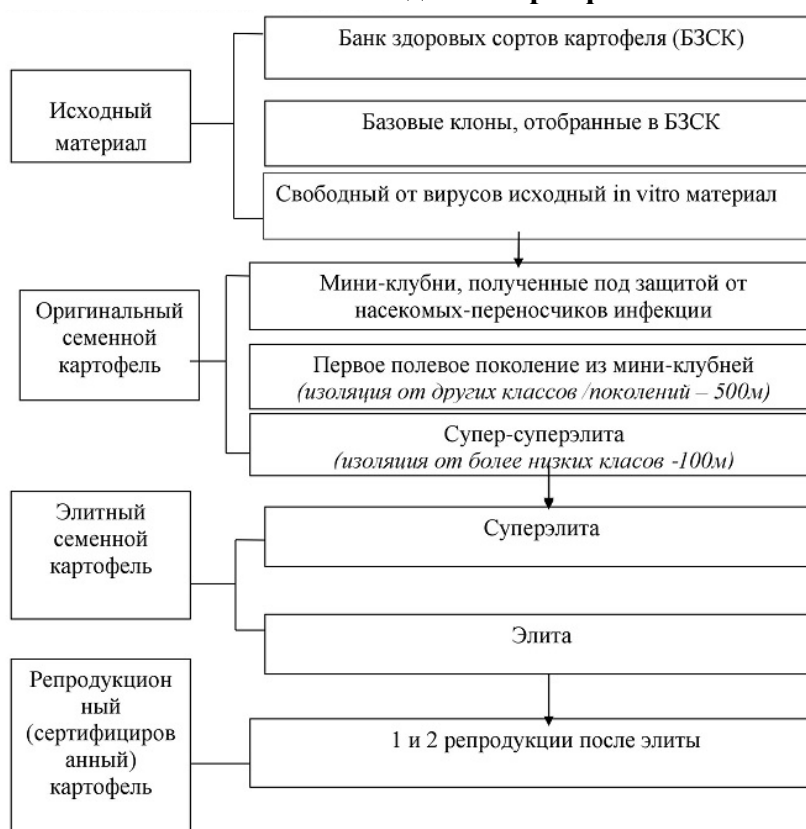 Банк здоровых сортов картофеля (БЗСК)
Исходный
материал
Базовые клоны, отобранные в БЗСК
Свободный от вирусов исходный in vitro материал
Мини-клубни, полученные под защитой от
насекомых-переносчиков инфекции
Оригинальный
семенной
картофель
Первое полевое поколение из мини-клубней
(изоляция от других классов /поколений – 500м)
Супер-суперэлита
(изоляция от более низких класов -100м)
Элитный
семенной
картофель
Суперэлита
Элита
Репродукцион
ный
(сертифициров
анный)
картофель
1 и 2 репродукции после элиты